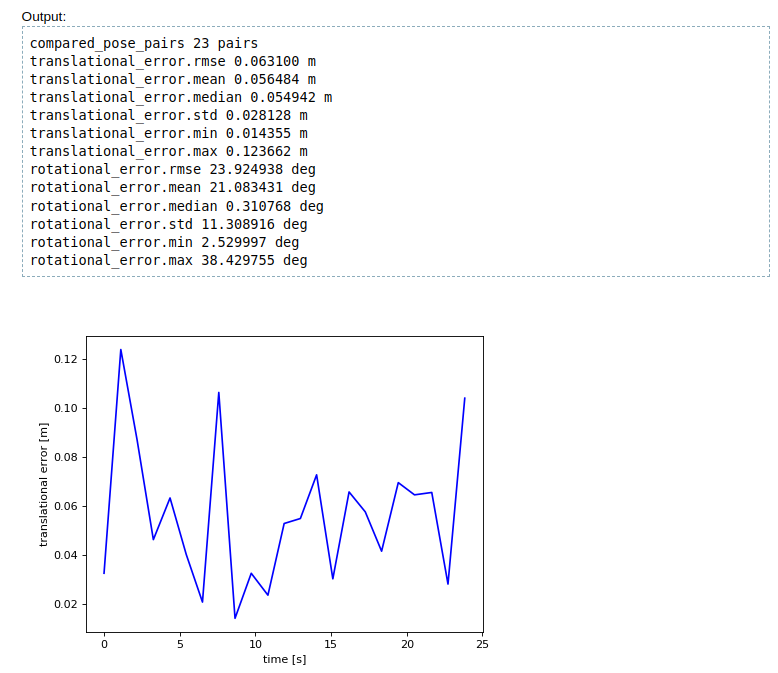 Output:
compared_pose_pairs 23 pairs
translational_error.rmse 0.063100 m
translational_error.mean 0.056484 m
translational_error.median 0.054942 m
translational_error.std 0.028128 m
translational_error.min 0.014355 m
translational_error.max 0.123662 m
rotational_error.rmse 23.924938 deg
rotational_error.mean 21.083431 deg
rotational_error.median 0.310768 deg
rotational_error.std 11.308916 deg
rotational_error.min 2.529997 deg
rotational_error.max 38.429755 deg
translational error [m]
0.12
0.10
0.08
0.06
0.04
0.02
0 5 10 15 20 25
time [s]